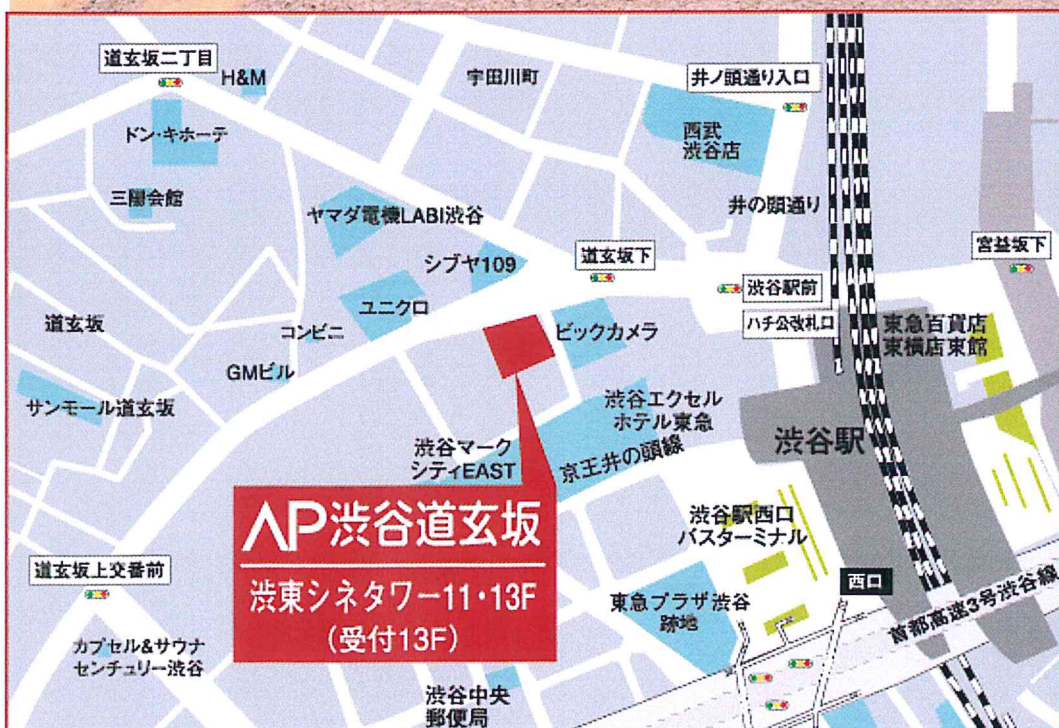 道玄坂二丁目
H&M
宇田川町
井ノ頭通り入口
ドン・キホーテ
西武
渋谷店
三陽会館
ヤマダ電機LABI渋谷
井の頭通り
シブヤ109
道玄坂下
宮益坂下
渋谷駅前
ユニクロ
ビックカメラ
ハチ公改札口
東急百貨店
東横店東館
道玄坂
コンビニ
GMビル
サンモール道玄坂
渋谷エクセル
ホテル東急
渋谷マーク
シティEAST
京王井の頭線
渋谷駅
AP渋谷道玄坂
渋東シネタワー11・13F
(受付13F)
渋谷駅西口
バスターミナル
道玄坂上交番前
西口
東急プラザ渋谷
跡地
首都高速3号渋谷線
カプセル&サウナ
センチュリー渋谷
渋谷中央
郵便局